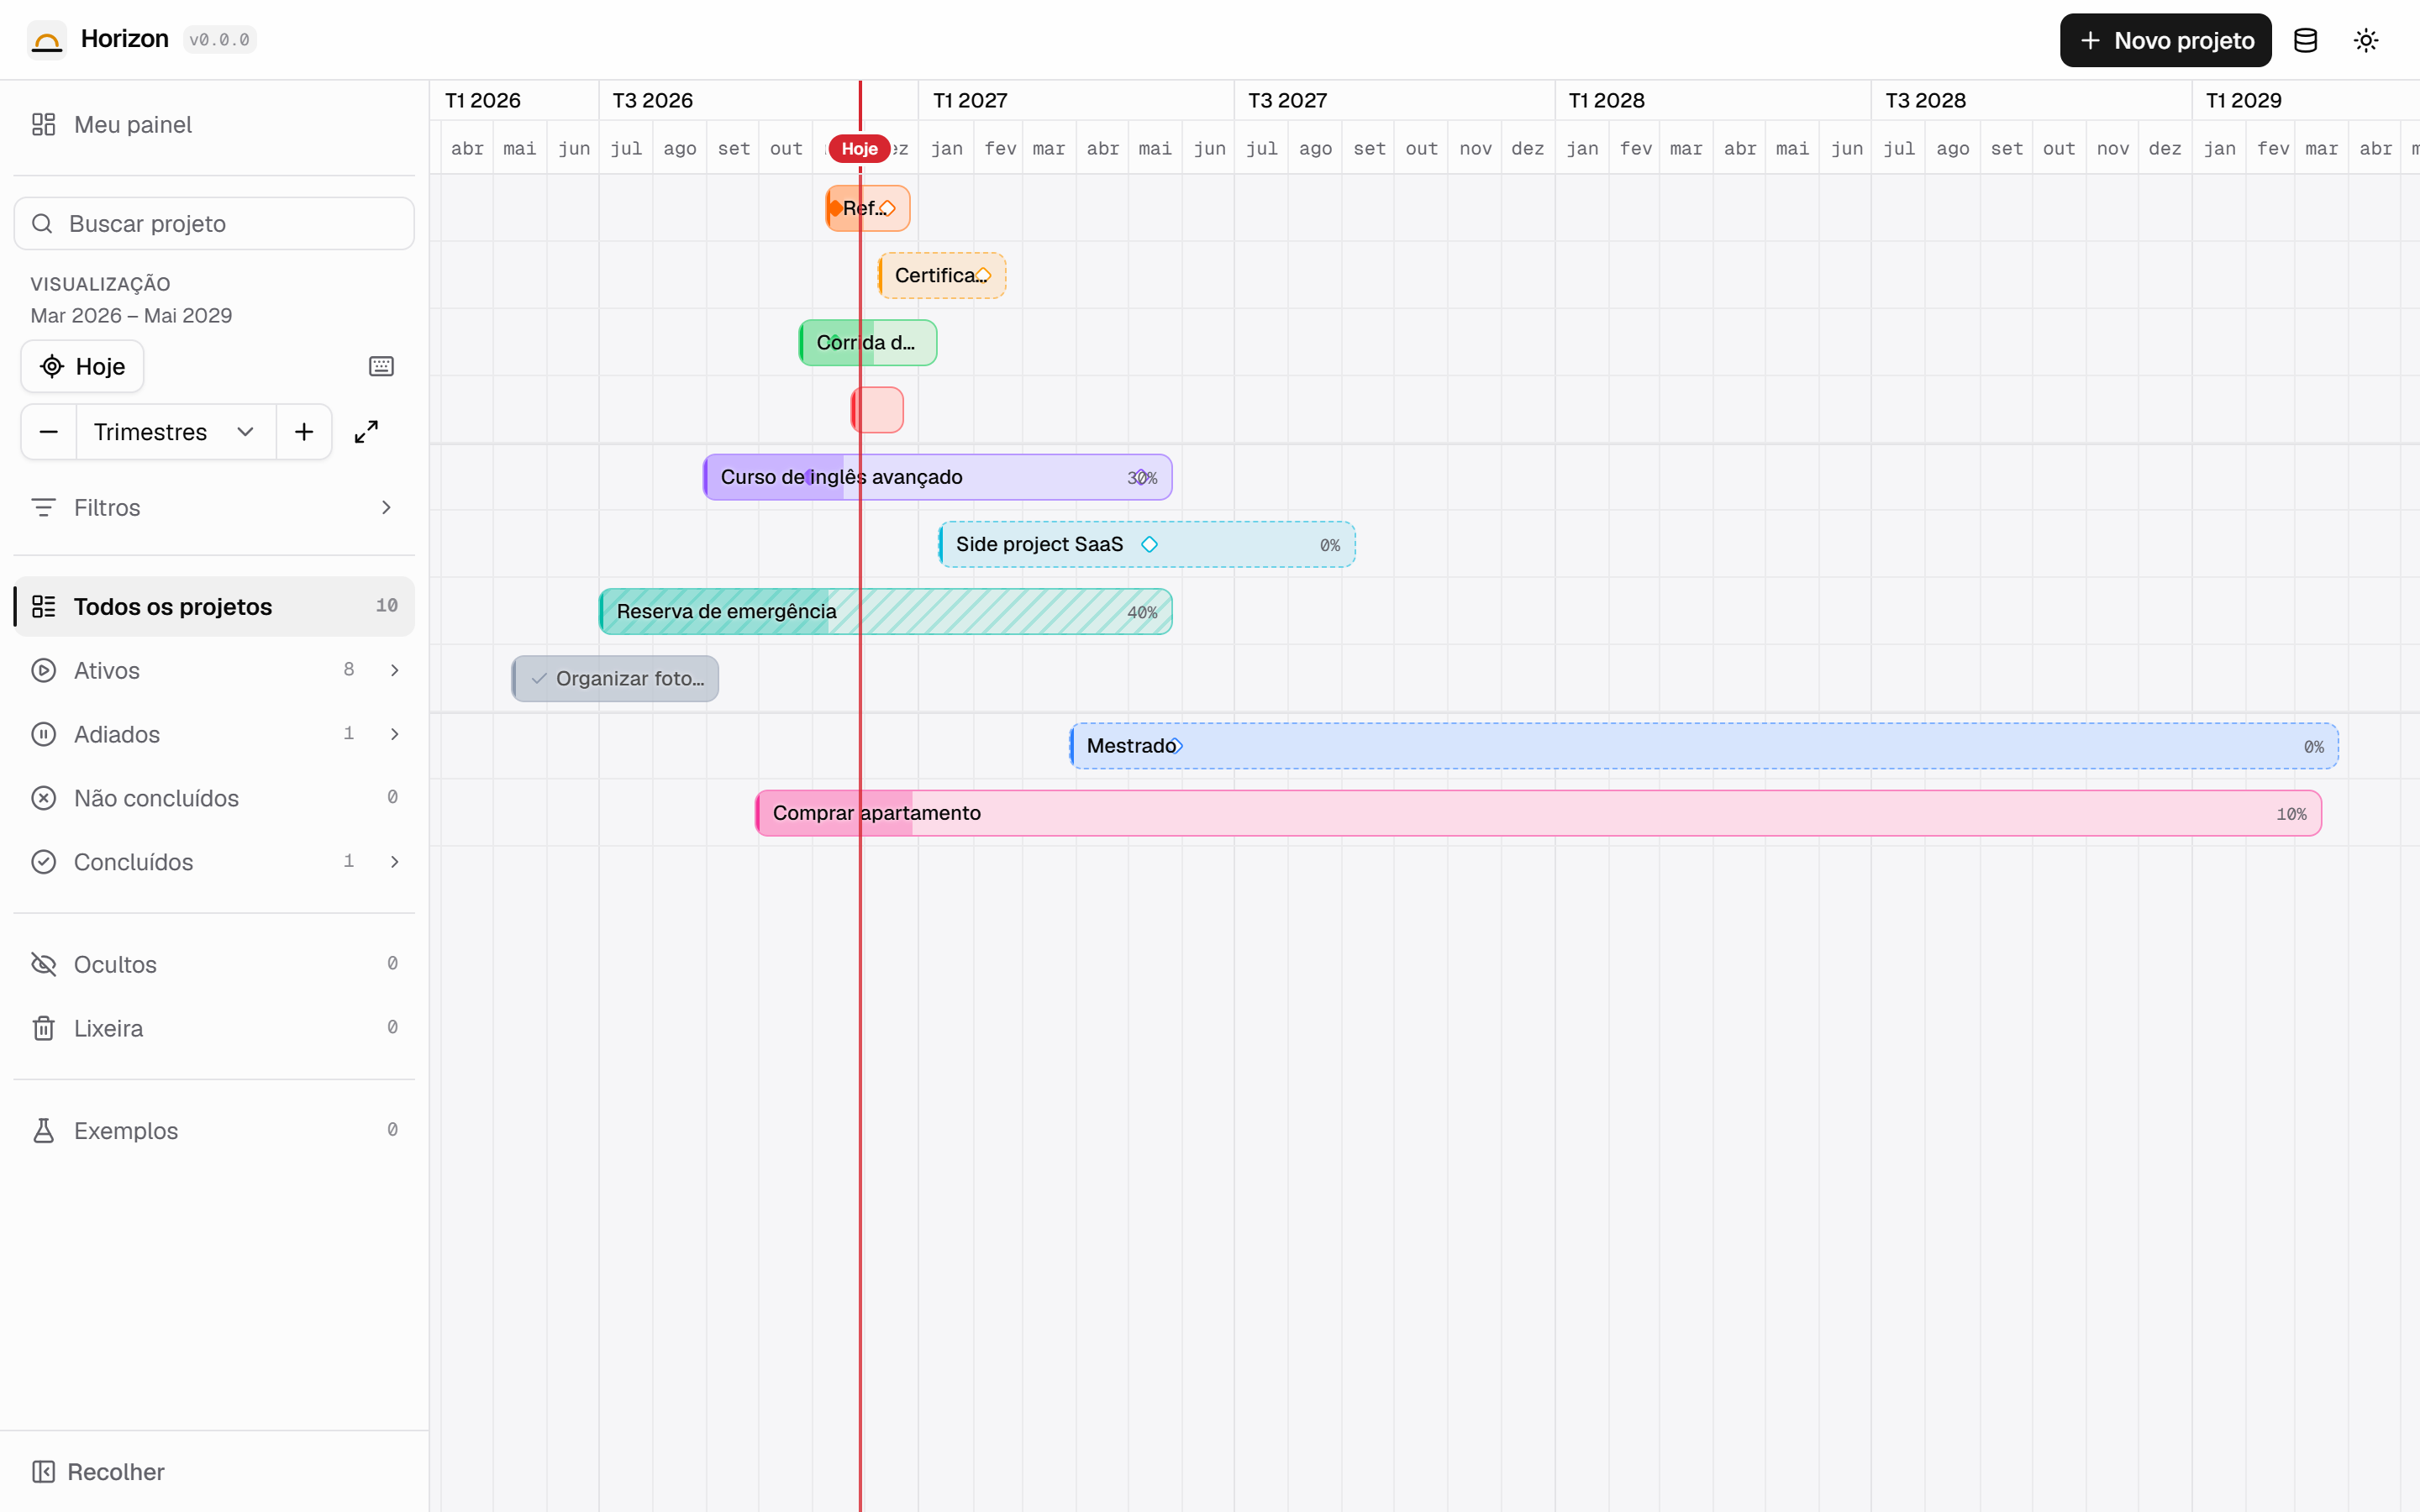 Horizon v0.0.0
Novo projeto
Meu painel
Buscar projeto
VISUALIZAÇÃO
Mar 2026 – Mai 2029
Hoje
Trimestres
Filtros
Todos os projetos 10
Ativos 8
Adiados 1
Não concluídos 0
Concluídos 1
Ocultos 0
Lixeira 0
Exemplos 0
Recolher
T1 2026 T3 2026 T1 2027 T3 2027 T1 2028 T3 2028 T1 2029
abr mai jun jul ago set out Hoje jan fev mar abr mai jun jul ago set out nov dez jan fev mar abr mai jun jul ago set out nov dez jan fev mar abr
Ref...
Certifica...
Corrida d...
Curso de inglês avançado 30%
Side project SaaS 0%
Reserva de emergência 40%
Organizar foto...
Mestrado 0%
Comprar apartamento 10%